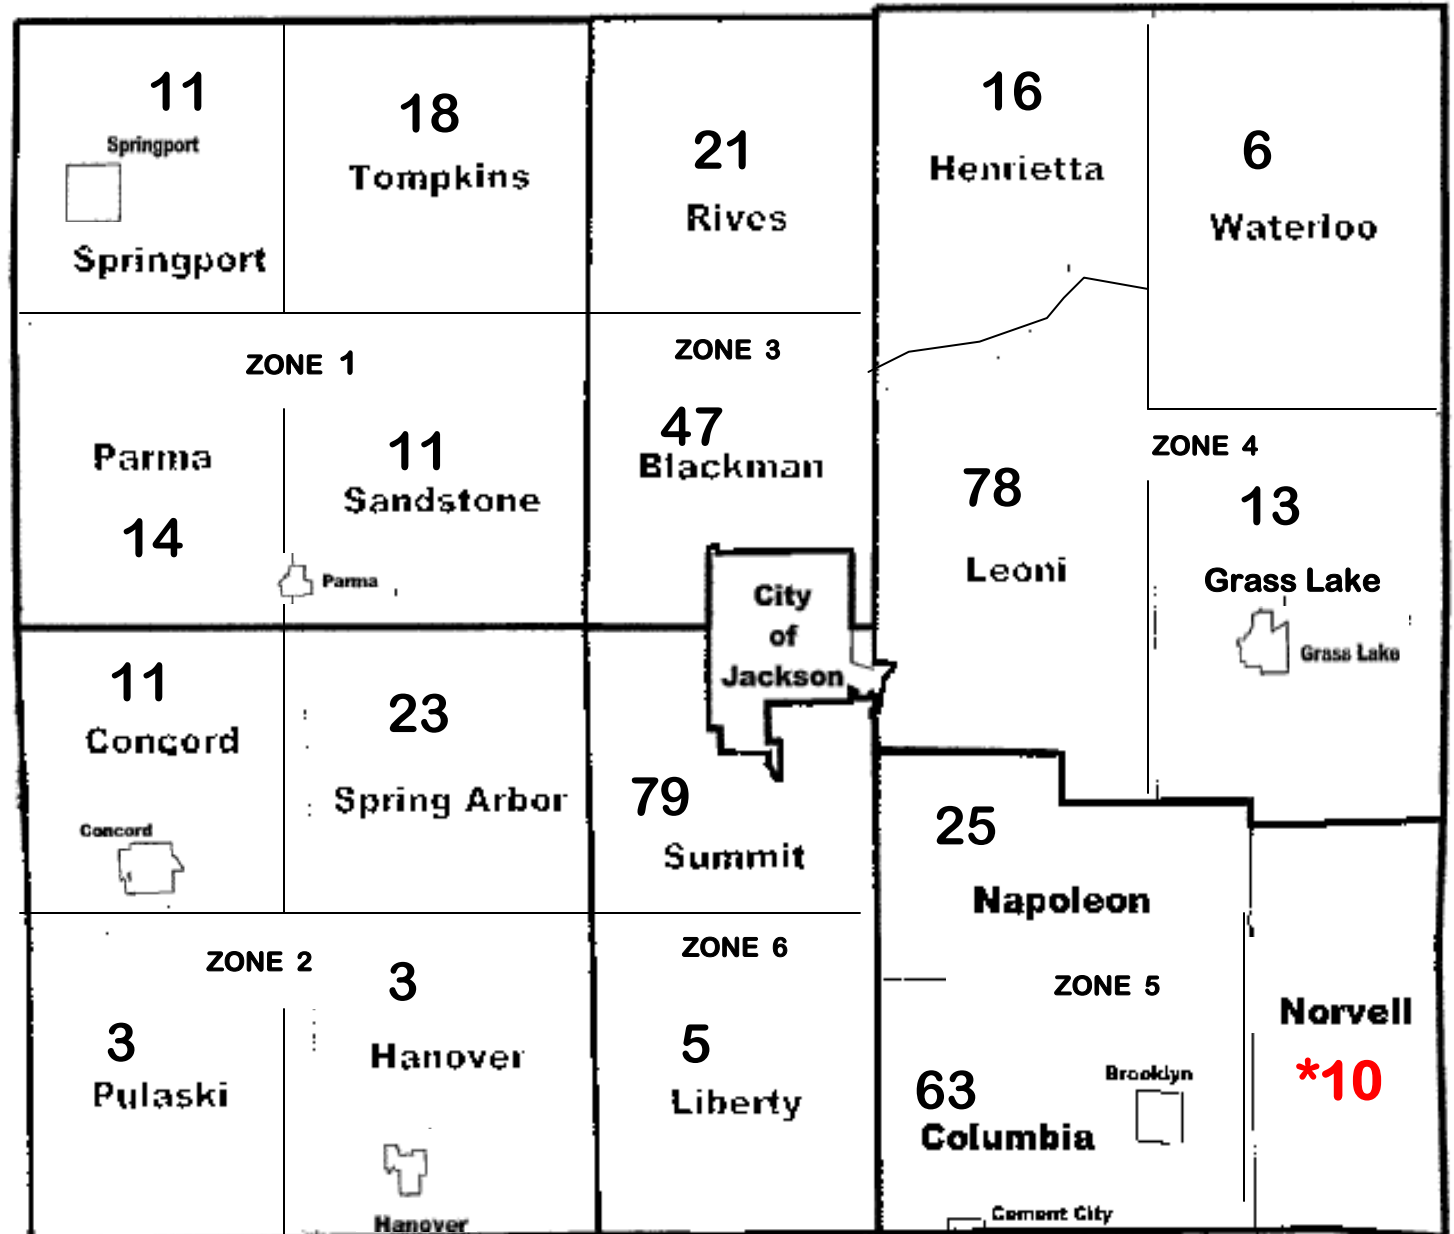 11
Springport
Springport
18
Tompkins
21
Rives
16
Henrietta
6
Waterloo
ZONE 1
Parma
14
11
Sandstone
Parma
ZONE 3
47
Blackman
City
of
Jackson
78
Leoni
ZONE 4
13
Grass Lake
Grass Lake
11
Concord
Concord
23
Spring Arbor
79
Summit
25
Napoleon
ZONE 2
3
Pulaski
3
Hanover
Hanover
ZONE 6
5
Liberty
ZONE 5
63
Columbia
Brooklyn
Cement City
Norvell
*10